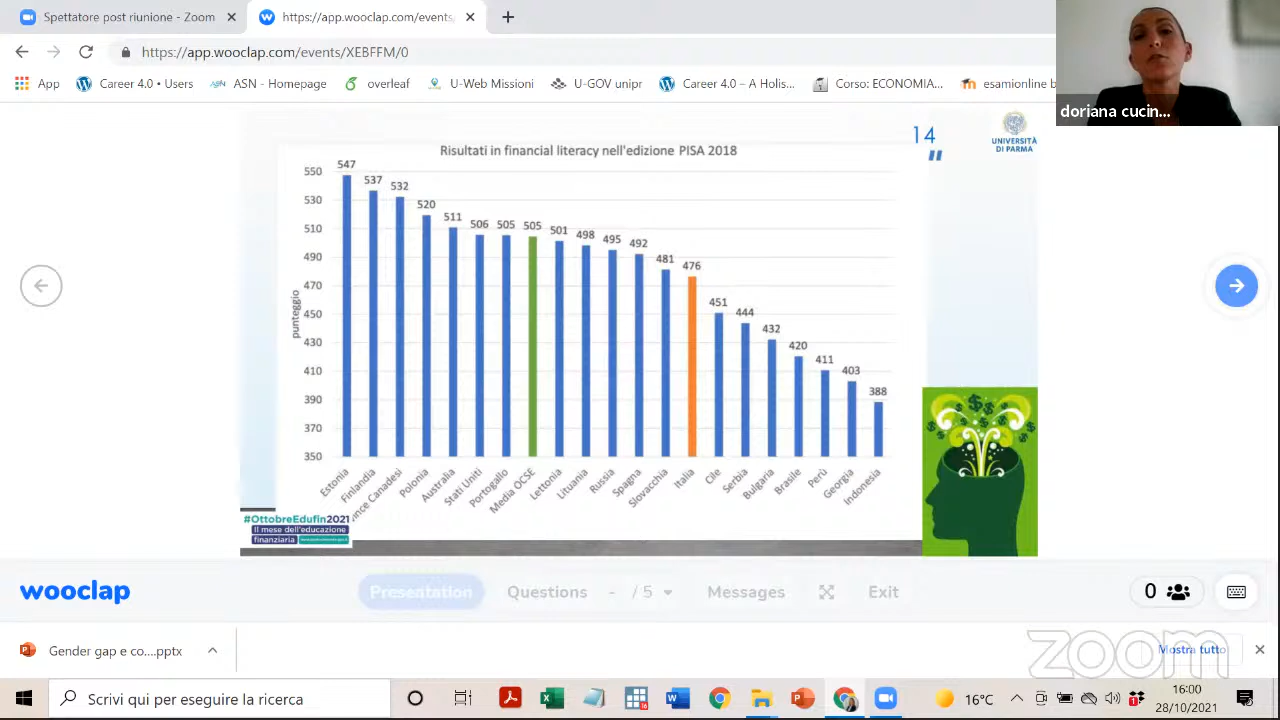 Spettatore post riunione - Zoom
https://app.wooclap.com/events,
https://app.wooclap.com/events/XEBFFM/0
App
Career 4.0 • Users
ASN - Homepage
overleaf
U-Web Missioni
U-GOV unipr
Career 4.0 – A Holis...
Corso: ECONOMIA...
esamionline b
doriana cucin...
14
UNIVERSITÀ
DI PARMA
Risultati in financial literacy nell'edizione PISA 2018
punteggio
550
530
510
490
470
450
430
410
390
370
350
547
537
532
520
511
506
505
505
501
498
495
492
481
476
451
444
432
420
411
403
388
Estonia
Finlandia
vince Canadesi
Polonia
Australia
Stati Uniti
Portogallo
Media OCSE
Lettonia
Lituania
Russia
Spagna
Slovacchia
Italia
Cile
Serbia
Bulgaria
Brasile
Perù
Georgia
Indonesia
#OttobreEdufin2021
Il mese dell'educazione
finanziaria
wooclap
Presentation
Questions
- / 5
Messages
Exit
0
Gender gap e co....pptx
zoom
Mostra tutto
Scrivi qui per eseguire la ricerca
16°C
16:00
28/10/2021